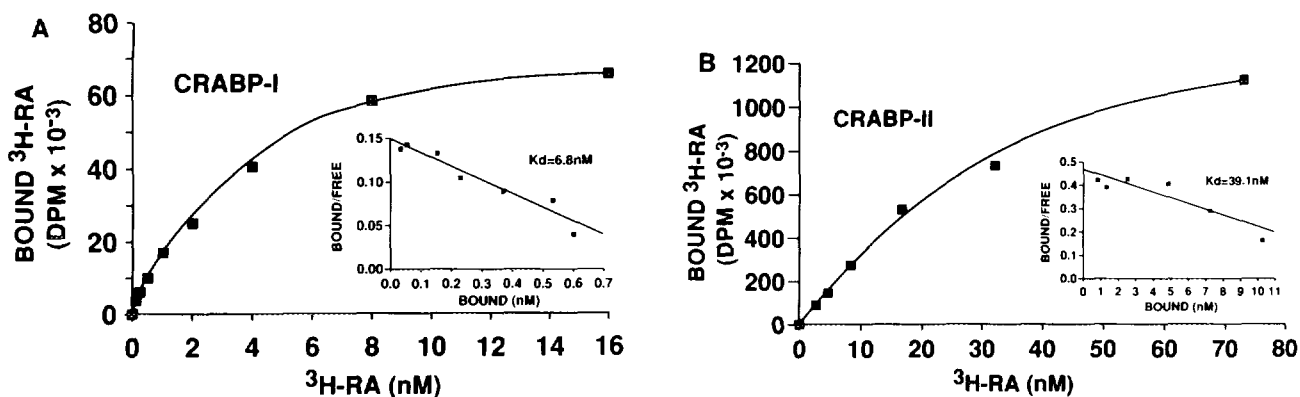 A
CRABP-I
BOUND ³H-RA
(DPM x 10⁻³)
80
60
40
20
0
0 2 4 6 8 10 12 14 16
³H-RA (nM)
Kd=6.8nM
BOUND/FREE
0.15
0.10
0.05
0.00
0.0 0.1 0.2 0.3 0.4 0.5 0.6 0.7
BOUND (nM)
B
CRABP-II
BOUND ³H-RA
(DPM x 10⁻³)
1200
1000
800
600
400
200
0
0 10 20 30 40 50 60 70 80
³H-RA (nM)
Kd=39.1nM
BOUND/FREE
0.5
0.4
0.3
0.2
0.1
0.0
0 1 2 3 4 5 6 7 8 9 10 11
BOUND (nM)